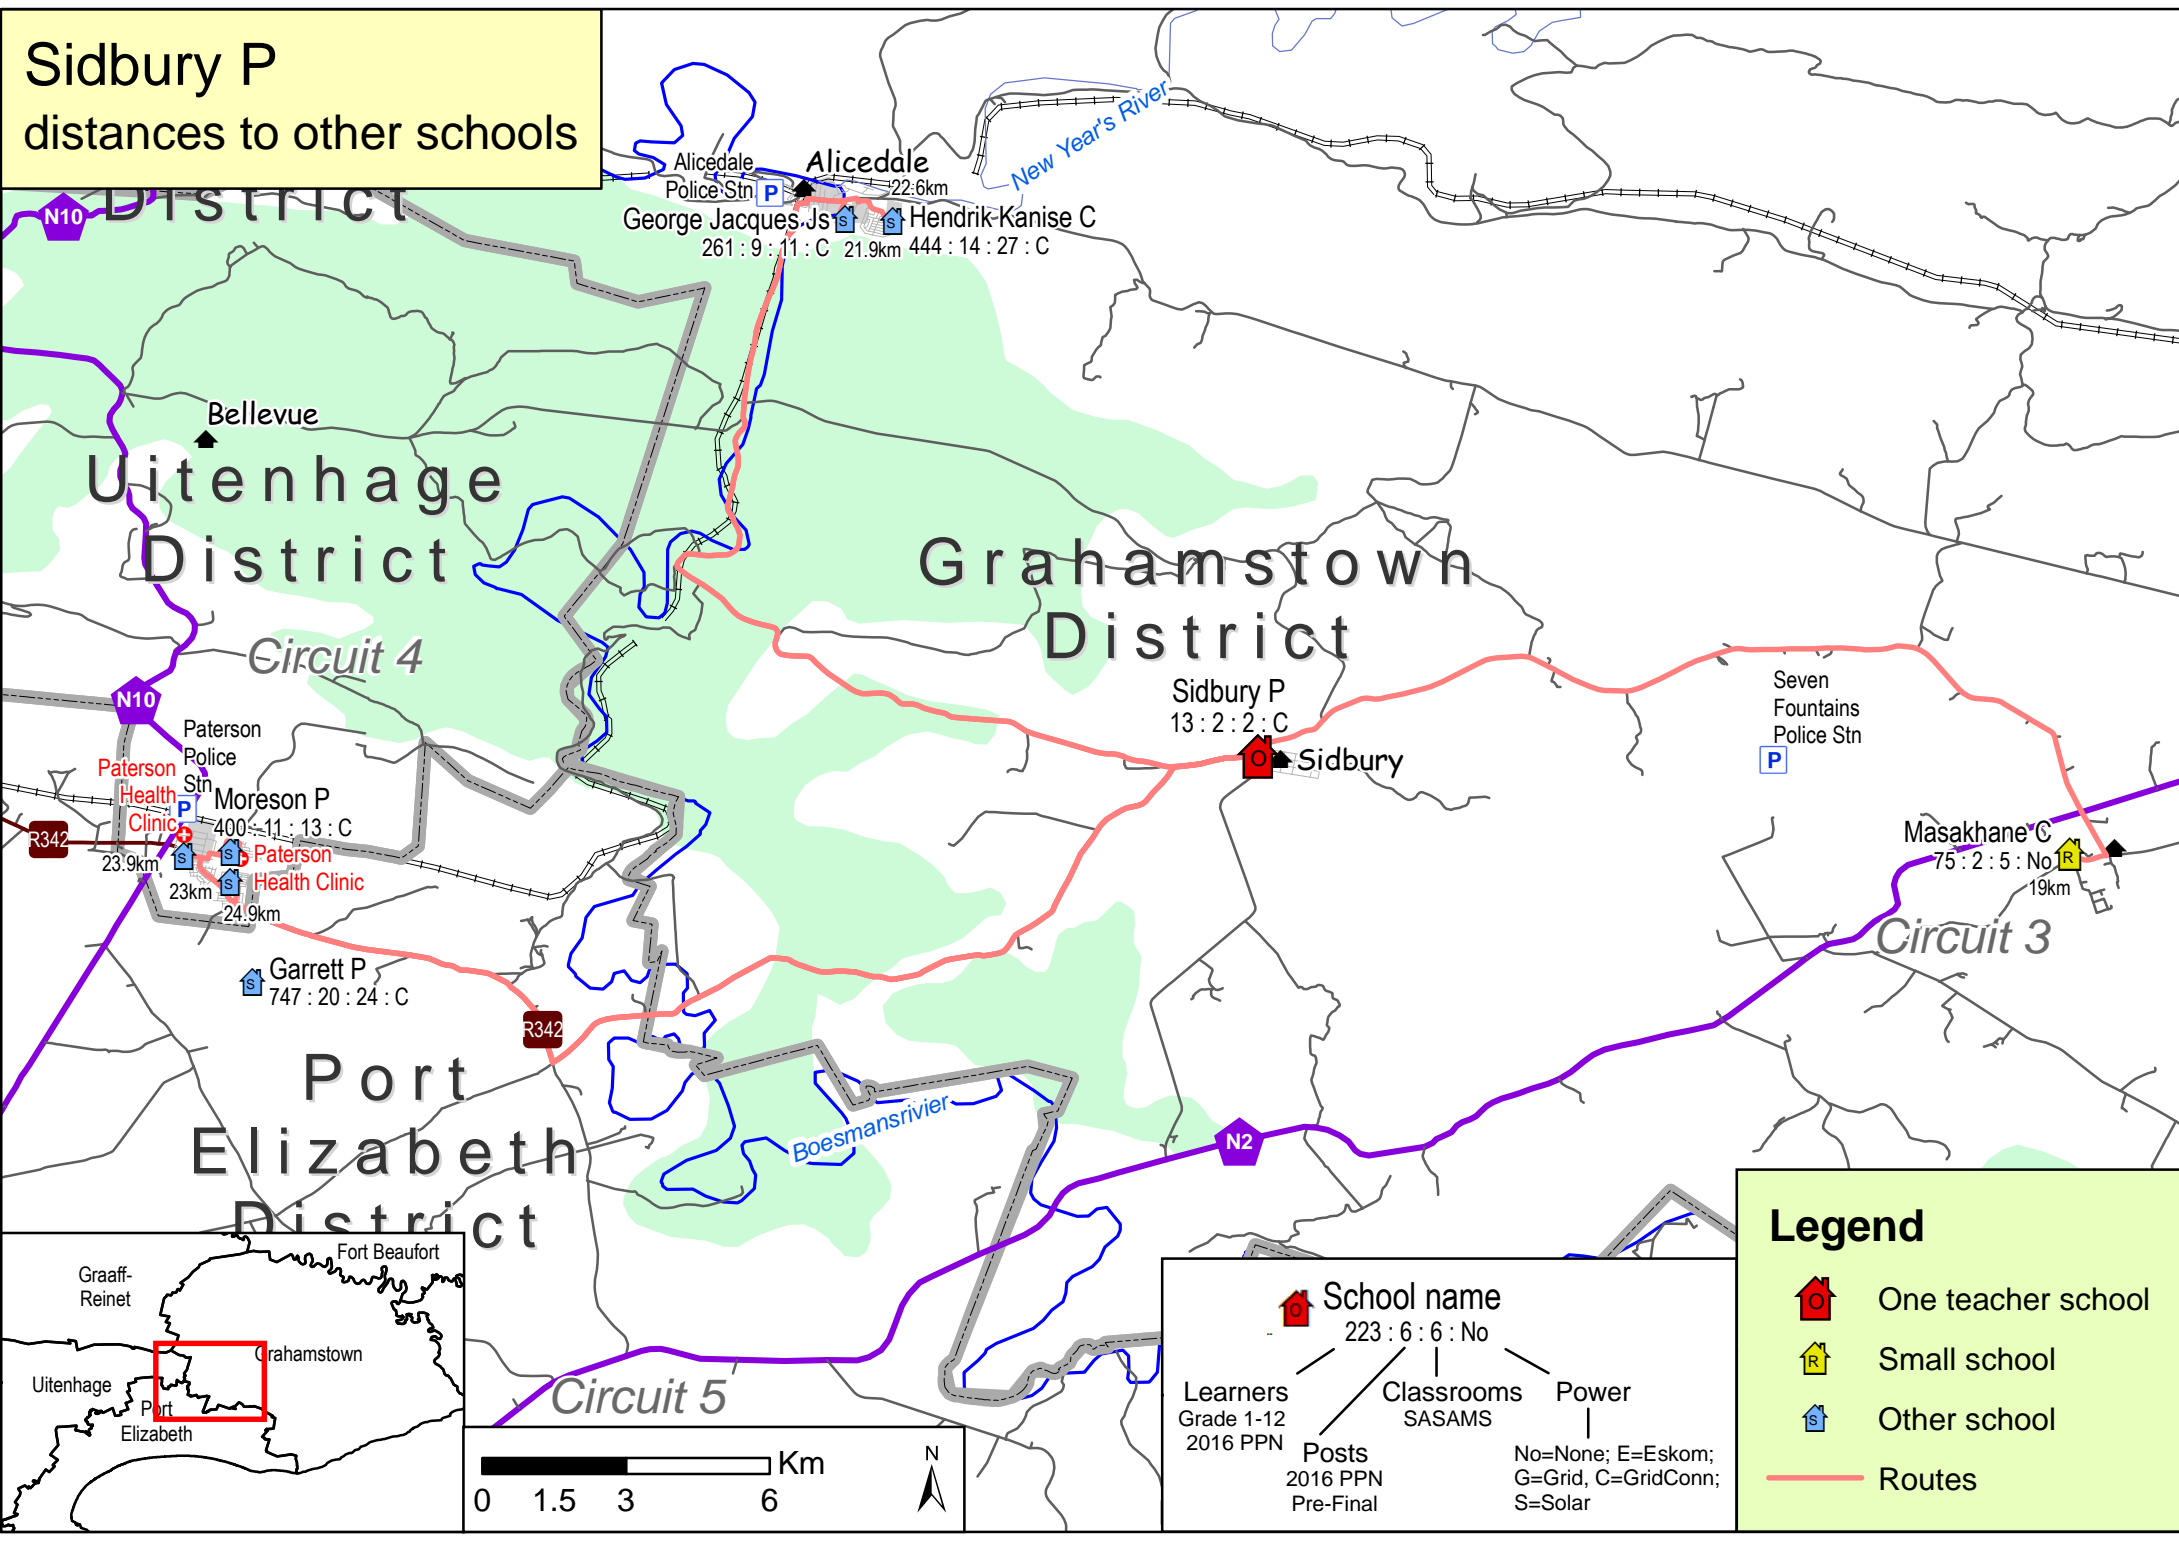 Sidbury P
distances to other schools
District
N10
Alicedale
Police Stn
P
Alicedale
22.6km
New Year's River
George Jacques Js
S
S
Hendrik Kanise C
261 : 9 : 11 : C
21.9km
444 : 14 : 27 : C
Bellevue
Uitenhage
District
Grahamstown
District
Circuit 4
N10
Sidbury P
13 : 2 : 2 : C
O
Sidbury
Seven
Fountains
Police Stn
P
Paterson
Police
Stn
Paterson
Health
Clinic
P
Moreson P
400 : 11 : 13 : C
R342
S
S
Paterson
Health Clinic
23.9km
23km
S
24.9km
Masakhane C
75 : 2 : 5 : No
R
19km
Circuit 3
Garrett P
S
747 : 20 : 24 : C
R342
Port
Elizabeth
District
Boesmansrivier
N2
Circuit 5
Fort Beaufort
Graaff-
Reinet
Grahamstown
Uitenhage
Port
Elizabeth
Km
0 1.5 3 6
N
O
School name
223 : 6 : 6 : No
Learners
Grade 1-12
2016 PPN
Posts
2016 PPN
Pre-Final
Classrooms
SASAMS
Power
No=None; E=Eskom;
G=Grid, C=GridConn;
S=Solar
Legend
O
One teacher school
R
Small school
S
Other school
Routes